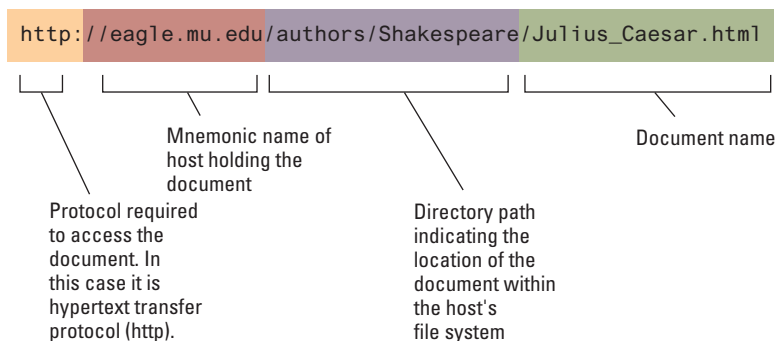 http://eagle.mu.edu/authors/Shakespeare/Julius_Caesar.html
Mnemonic name of
host holding the
document
Document name
Protocol required
to access the
document. In
this case it is
hypertext transfer
protocol (http).
Directory path
indicating the
location of the
document within
the host's
file system